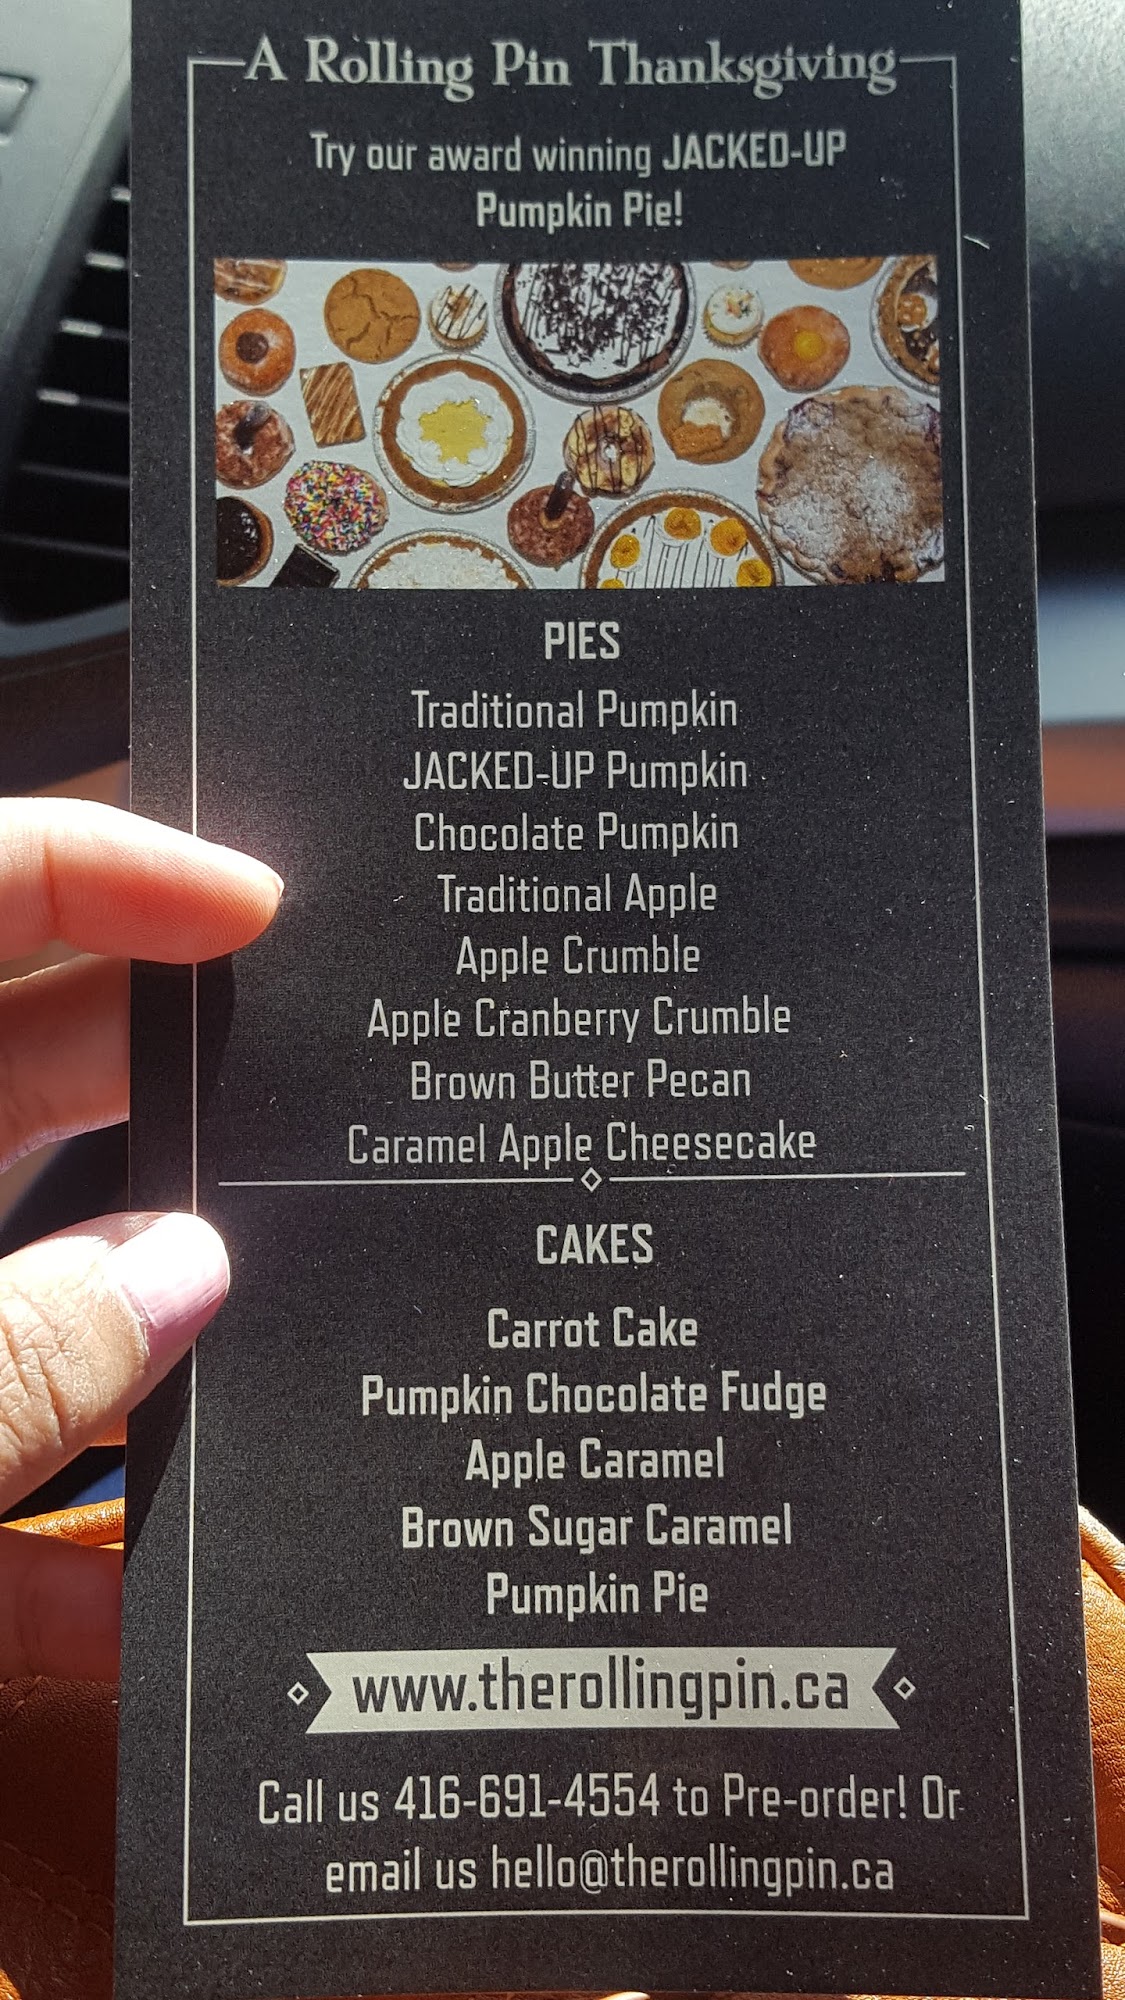 A Rolling Pin Thanksgiving
Try our award winning JACKED-UP
Pumpkin Pie!
PIES
Traditional Pumpkin
JACKED-UP Pumpkin
Chocolate Pumpkin
Traditional Apple
Apple Crumble
Apple Cranberry Crumble
Brown Butter Pecan
Caramel Apple Cheesecake
CAKES
Carrot Cake
Pumpkin Chocolate Fudge
Apple Caramel
Brown Sugar Caramel
Pumpkin Pie
www.therollingpin.ca
Call us 416-691-4554 to Pre-order! Or
email us hello@therollingpin.ca